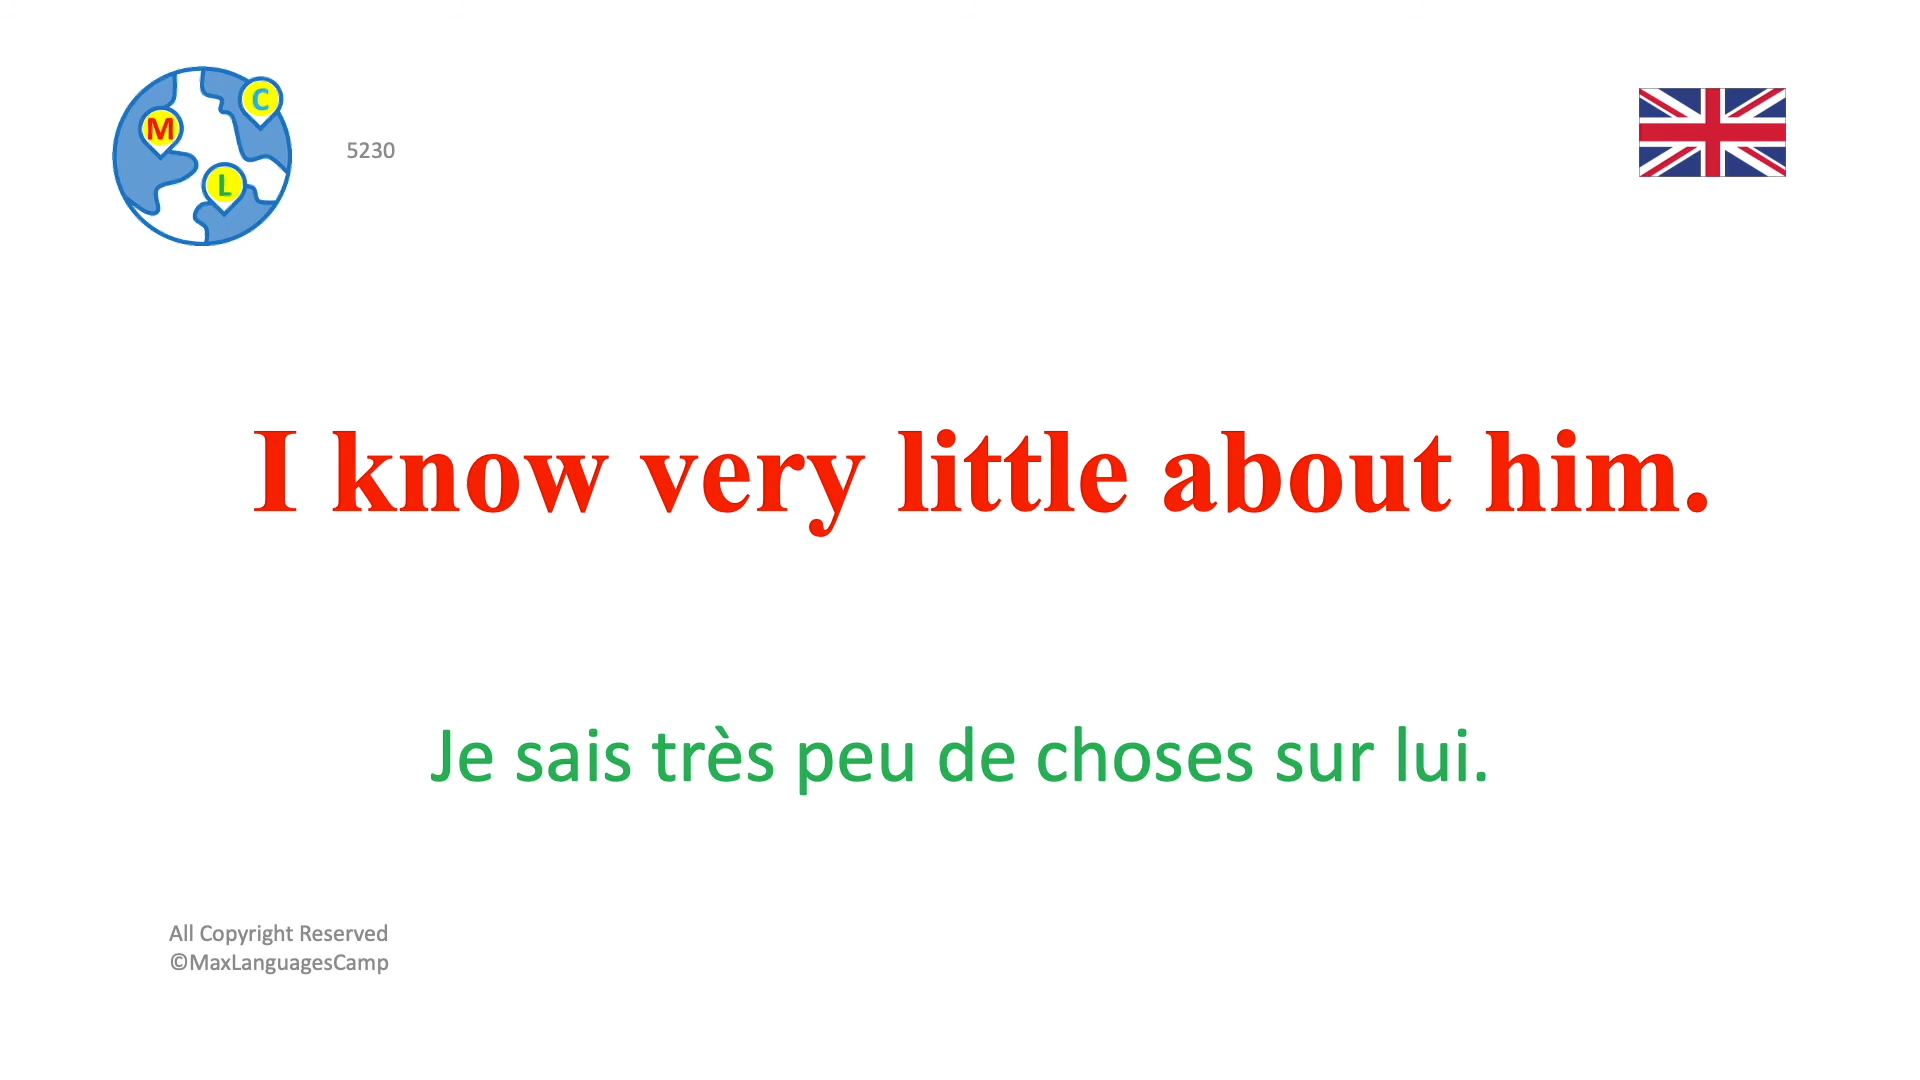 M
C
L
5230
I know very little about him.
Je sais très peu de choses sur lui.
All Copyright Reserved
©MaxLanguagesCamp